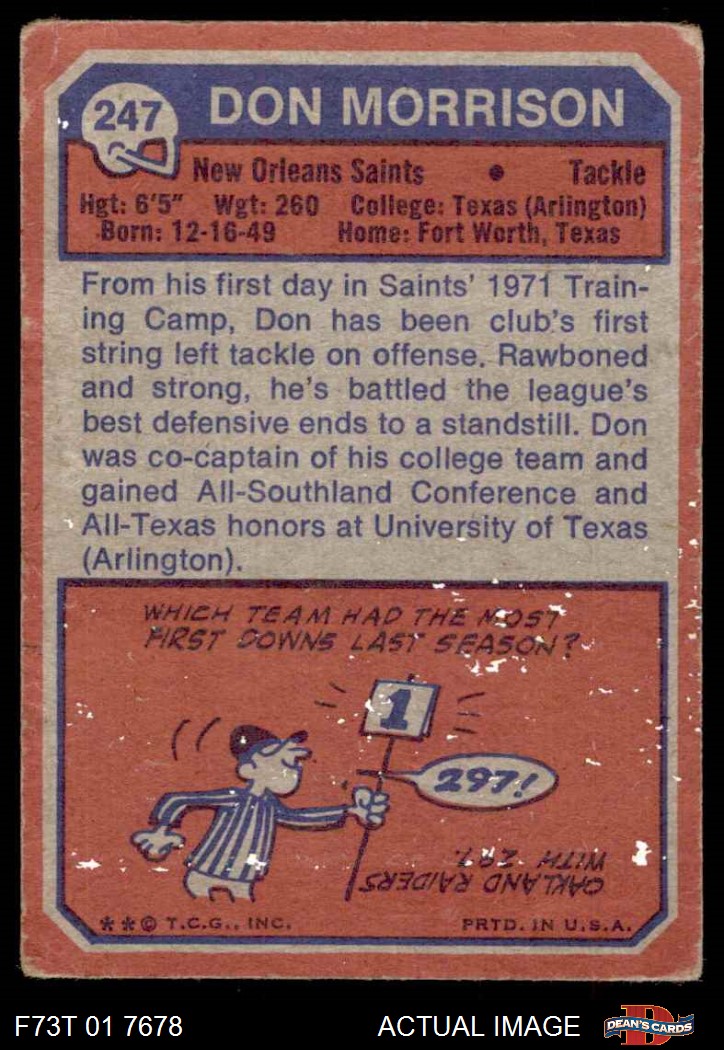 247
DON MORRISON
New Orleans Saints • Tackle
Hgt: 6'5" Wgt: 260 College: Texas (Arlington)
Born: 12-16-49 Home: Fort Worth, Texas
From his first day in Saints' 1971 Train-
ing Camp, Don has been club's first
string left tackle on offense. Rawboned
and strong, he's battled the league's
best defensive ends to a standstill. Don
was co-captain of his college team and
gained All-Southland Conference and
All-Texas honors at University of Texas
(Arlington).
WHICH TEAM HAD THE MOST
FIRST DOWNS LAST SEASON?
1
297!
OAKLAND RAIDERS
WITH 297.
**© T.C.G., INC.
PRTD. IN U.S.A.
F73T 01 7678
ACTUAL IMAGE
D
DEAN'S CARDS